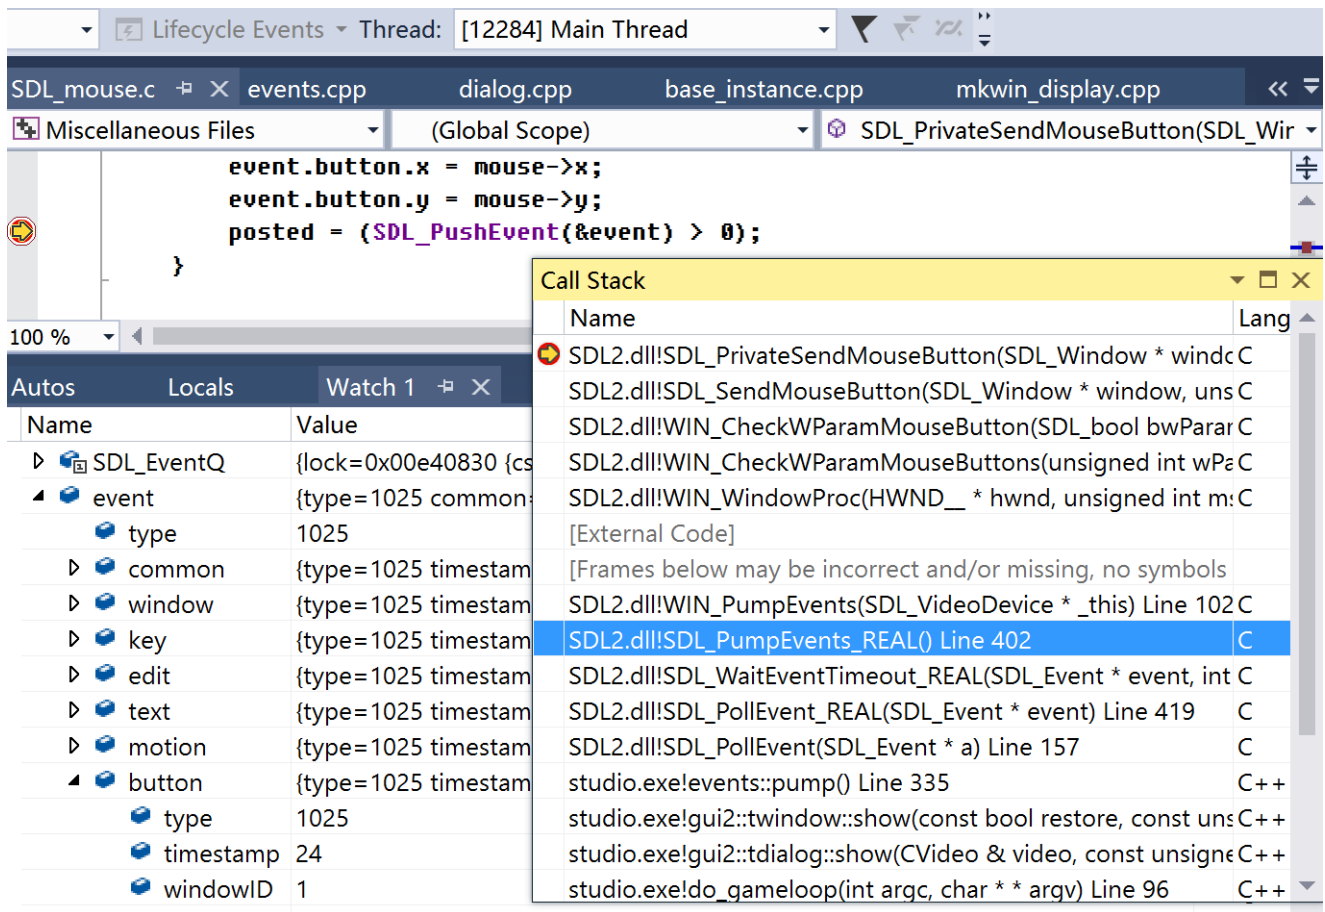 Lifecycle Events Thread: [12284] Main Thread
SDL_mouse.c events.cpp dialog.cpp base_instance.cpp mkwin_display.cpp
Miscellaneous Files (Global Scope) SDL_PrivateSendMouseButton(SDL_Wir
event.button.x = mouse->x;
event.button.y = mouse->y;
posted = (SDL_PushEvent(&event) > 0);
}
100 %
Autos Locals Watch 1
Name Value
SDL_EventQ {lock=0x00e40830 {cs
event {type=1025 common=
type 1025
common {type=1025 timestam
window {type=1025 timestam
key {type=1025 timestam
edit {type=1025 timestam
text {type=1025 timestam
motion {type=1025 timestam
button {type=1025 timestam
type 1025
timestamp 24
windowID 1
Call Stack
Name Lang
SDL2.dll!SDL_PrivateSendMouseButton(SDL_Window * windo C
SDL2.dll!SDL_SendMouseButton(SDL_Window * window, uns C
SDL2.dll!WIN_CheckWParamMouseButton(SDL_bool bwParar C
SDL2.dll!WIN_CheckWParamMouseButtons(unsigned int wPa C
SDL2.dll!WIN_WindowProc(HWND__ * hwnd, unsigned int ms C
[External Code]
[Frames below may be incorrect and/or missing, no symbols
SDL2.dll!WIN_PumpEvents(SDL_VideoDevice * _this) Line 102 C
SDL2.dll!SDL_PumpEvents_REAL() Line 402 C
SDL2.dll!SDL_WaitEventTimeout_REAL(SDL_Event * event, int C
SDL2.dll!SDL_PollEvent_REAL(SDL_Event * event) Line 419 C
SDL2.dll!SDL_PollEvent(SDL_Event * a) Line 157 C
studio.exe!events::pump() Line 335 C++
studio.exe!gui2::twindow::show(const bool restore, const uns C++
studio.exe!gui2::tdialog::show(CVideo & video, const unsigne C++
studio.exe!do_gameloop(int argc, char * * argv) Line 96 C++